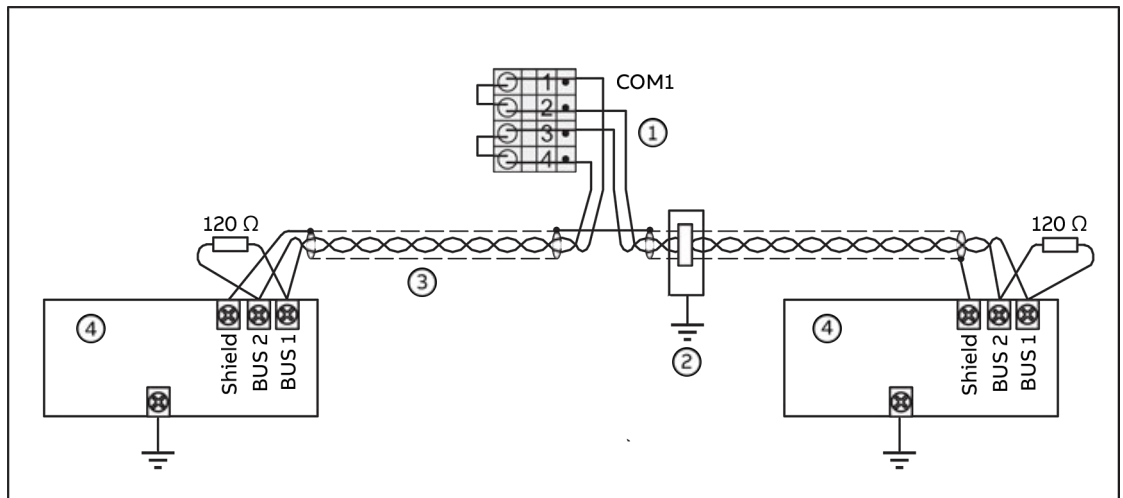 1 COM1
2
3
4
①
120 Ω
120 Ω
③
②
④
Shield
BUS 2
BUS 1
④
Shield
BUS 2
BUS 1